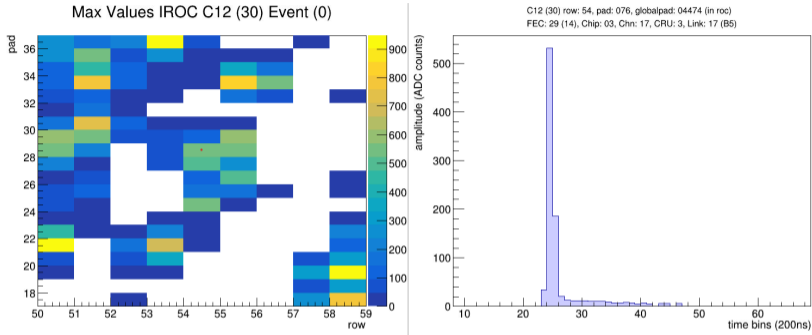 Max Values IROC C12 (30) Event (0)
pad
36
34
32
30
28
26
24
22
20
18
50 51 52 53 54 55 56 57 58 59
row
900
800
700
600
500
400
300
200
100
0
C12 (30) row: 54, pad: 076, globalpad: 04474 (in roc)
FEC: 29 (14), Chip: 03, Chn: 17, CRU: 3, Link: 17 (B5)
amplitude (ADC counts)
500
400
300
200
100
0
10 20 30 40 50 60
time bins (200ns)